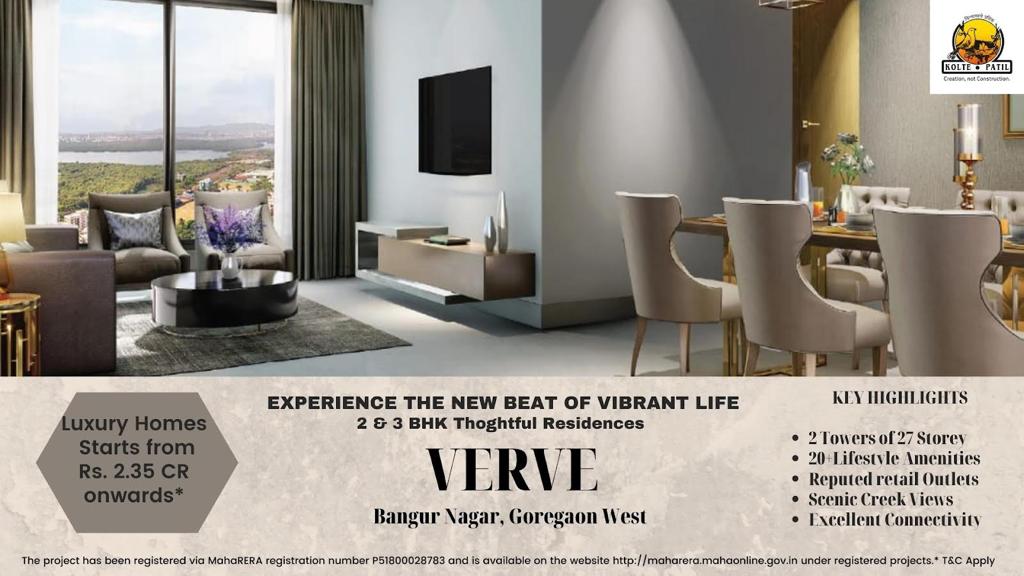 KOLTE • PATIL
Creation, not Construction.
EXPERIENCE THE NEW BEAT OF VIBRANT LIFE
2 & 3 BHK Thoghtful Residences
VERVE
Bangur Nagar, Goregaon West
Luxury Homes
Starts from
Rs. 2.35 CR
onwards*
KEY HIGHLIGHTS
• 2 Towers of 27 Storey
• 20+Lifestyle Amenities
• Reputed retail Outlets
• Scenic Creek Views
• Excellent Connectivity
The project has been registered via MahaRERA registration number P51800028783 and is available on the website http://maharera.mahaonline.gov.in under registered projects.* T&C Apply